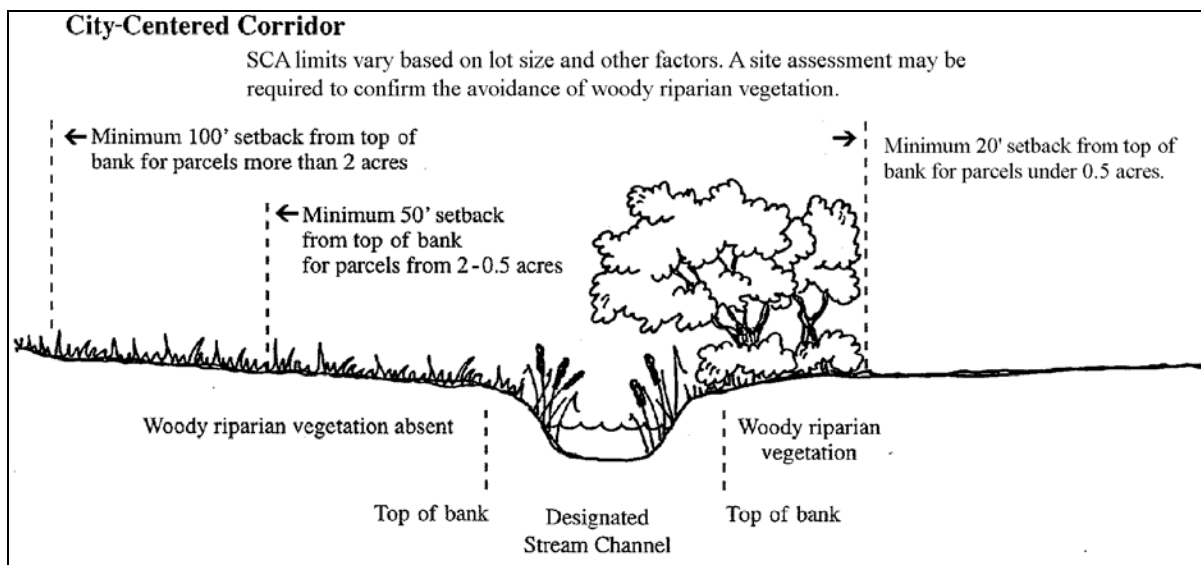 City-Centered Corridor
SCA limits vary based on lot size and other factors. A site assessment may be
required to confirm the avoidance of woody riparian vegetation.
← Minimum 100' setback from top of
bank for parcels more than 2 acres
→ Minimum 20' setback from top of
bank for parcels under 0.5 acres.
← Minimum 50' setback
from top of bank
for parcels from 2-0.5 acres
Woody riparian vegetation absent
Woody riparian
vegetation
Top of bank
Designated
Stream Channel
Top of bank